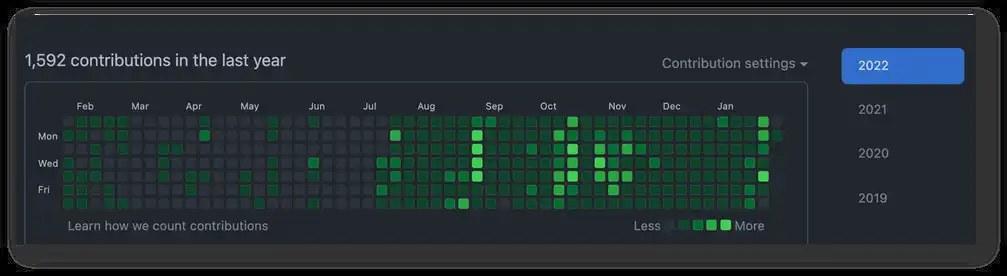 1,592 contributions in the last year
Contribution settings
2022
2021
2020
2019
Feb Mar Apr May Jun Jul Aug Sep Oct Nov Dec Jan
Mon
Wed
Fri
Learn how we count contributions
Less More